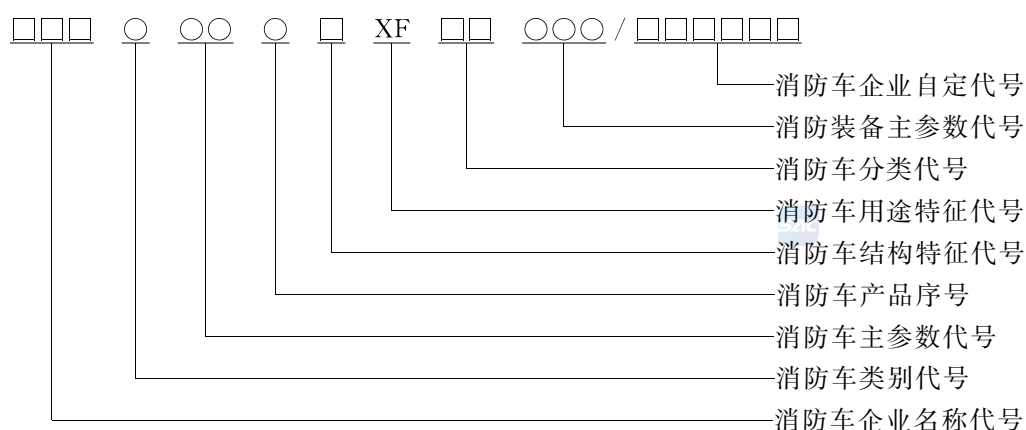 □□□ ○ ○○ ○ □ XF □□ ○○○/□□□□□□
消防车企业自定代号
消防装备主参数代号
消防车分类代号
消防车用途特征代号
消防车结构特征代号
消防车产品序号
消防车主参数代号
消防车类别代号
消防车企业名称代号